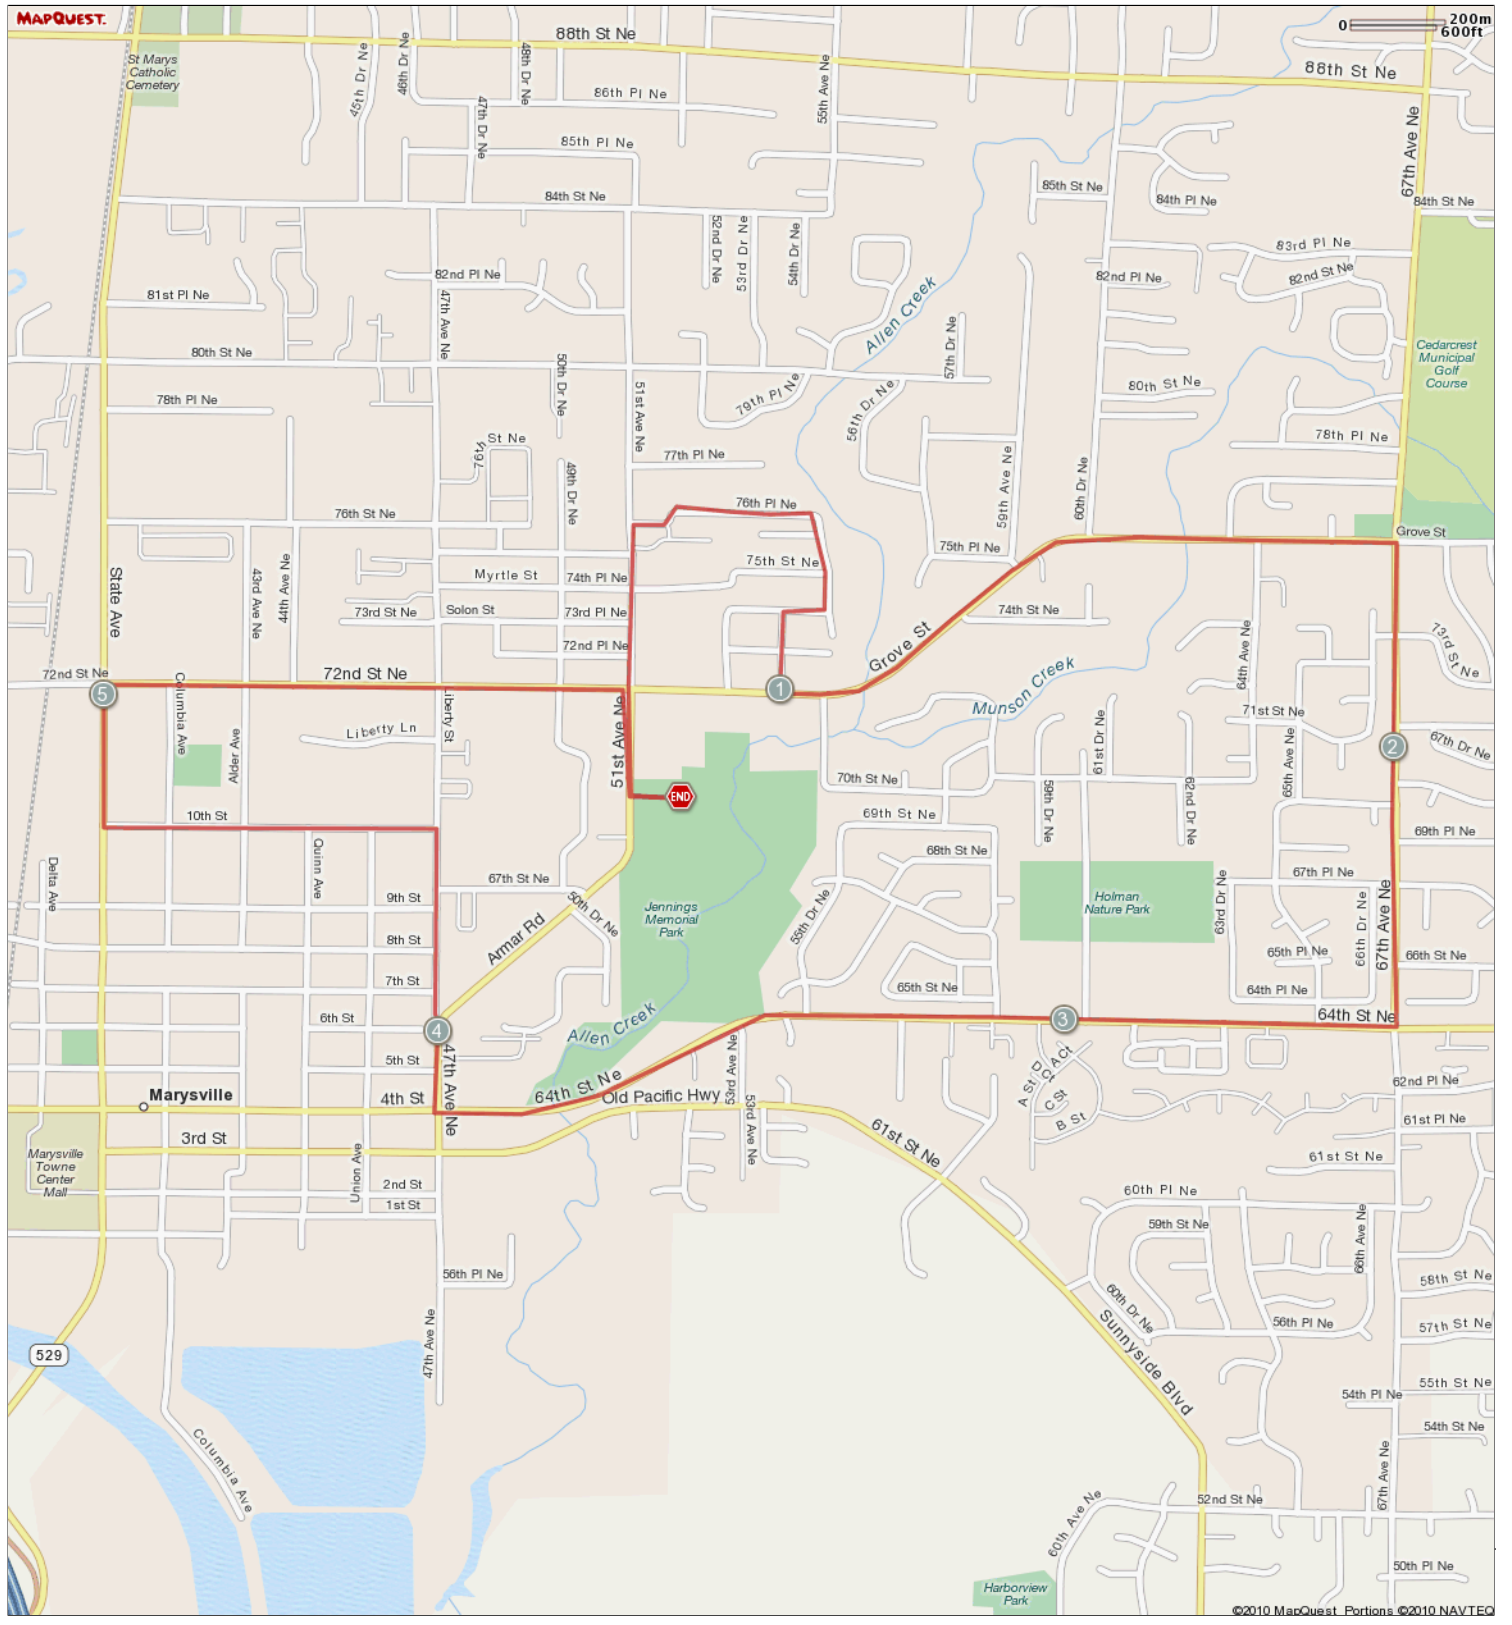 MAPQUEST.
0 200m
600ft
88th St Ne
88th St Ne
St Marys
Catholic
Cemetery
45th Dr Ne
46th Dr Ne
48th Dr Ne
86th Pl Ne
47th Dr Ne
55th Ave Ne
67th Ave Ne
85th Pl Ne
84th St Ne
85th St Ne
84th Pl Ne
84th St Ne
52nd Dr Ne
53rd Dr Ne
54th Dr Ne
83rd Pl Ne
82nd St Ne
82nd Pl Ne
82nd Pl Ne
81st Pl Ne
47th Ave Ne
Allen Creek
57th Dr Ne
80th St Ne
50th Dr Ne
51st Ave Ne
79th Pl Ne
56th Dr Ne
80th St Ne
Cedarcrest
Municipal
Golf
Course
78th Pl Ne
76th St Ne
49th Dr Ne
77th Pl Ne
78th Pl Ne
59th Ave Ne
60th Dr Ne
76th St Ne
76th Pl Ne
Grove St
State Ave
43rd Ave Ne
44th Ave Ne
Myrtle St
74th Pl Ne
75th St Ne
75th Pl Ne
73rd St Ne
Solon St
73rd Pl Ne
74th St Ne
72nd Pl Ne
Grove St
64th Ave Ne
73rd St Ne
72nd St Ne
72nd St Ne
1
5
Columbia Ave
Liberty St
51st Ave Ne
Munson Creek
71st St Ne
Liberty Ln
Alder Ave
61st Dr Ne
65th Ave Ne
2
67th Dr Ne
END
70th St Ne
59th Dr Ne
62nd Dr Ne
10th St
69th St Ne
69th Pl Ne
Delta Ave
Quinn Ave
68th St Ne
67th St Ne
67th Pl Ne
9th St
50th Dr Ne
Armar Rd
Jennings
Memorial
Park
55th Dr Ne
Holman
Nature Park
63rd Dr Ne
66th Dr Ne
67th Ave Ne
8th St
65th Pl Ne
66th St Ne
7th St
65th St Ne
64th Pl Ne
6th St
4
Allen Creek
3
64th St Ne
5th St
47th Ave Ne
53rd Ave Ne
A Ct
D Ct
A St
C St
B St
62nd Pl Ne
Marysville
4th St
64th St Ne
Old Pacific Hwy
53rd Ave Ne
61st St Ne
61st Pl Ne
3rd St
Marysville
Towne
Center
Mall
Union Ave
61st St Ne
2nd St
1st St
60th Pl Ne
59th St Ne
66th Ave Ne
56th Pl Ne
58th St Ne
60th Dr Ne
47th Ave Ne
56th Pl Ne
57th St Ne
529
Sunnyside Blvd
55th St Ne
54th Pl Ne
54th St Ne
Columbia Ave
67th Ave Ne
60th Ave Ne
52nd St Ne
50th Pl Ne
Harborview
Park
©2010 MapQuest Portions ©2010 NAVTEQ